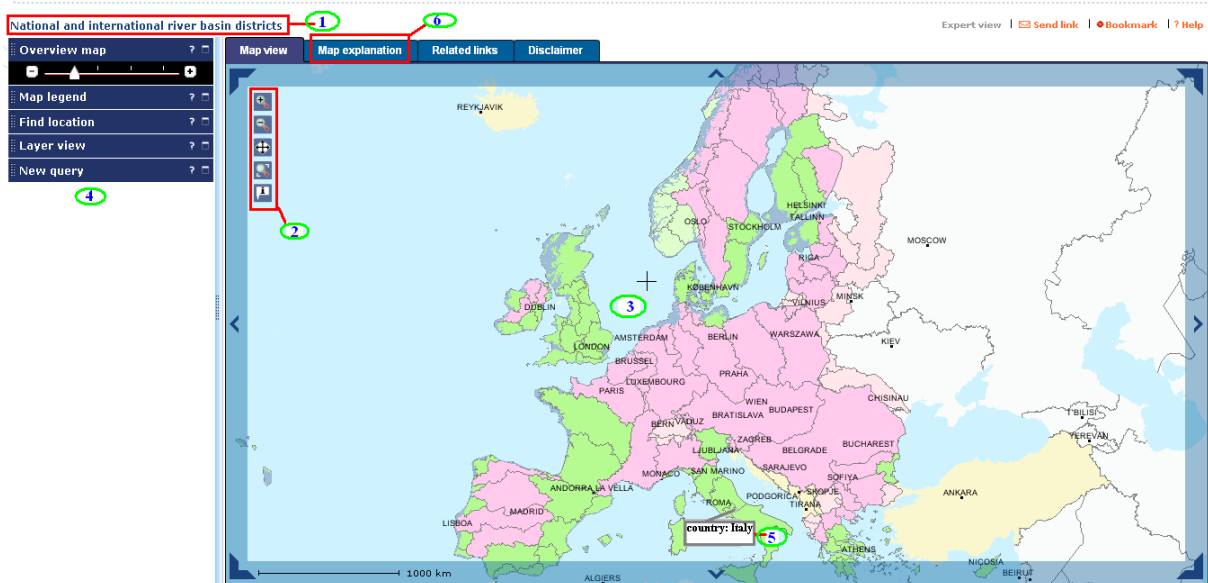 National and international river basin districts
1
6
Expert view | Send link | Bookmark | ? Help
Overview map ?
Map legend ?
Find location ?
Layer view ?
New query ?
4
Map view
Map explanation
Related links
Disclaimer
2
REYKJAVIK
HELSINKI
OSLO
TALLINN
STOCKHOLM
MOSCOW
RIGA
KØBENHAVN
3
DUBLIN
VILNIUS
MINSK
LONDON
AMSTERDAM
BERLIN
WARSZAWA
KIEV
BRUSSEL
PRAHA
LUXEMBOURG
PARIS
CHISINAU
WIEN
BRATISLAVA
BUDAPEST
T'BILISI
BERN
VADUZ
YEREVAN
ZAGREB
LJUBLJANA
BELGRADE
BUCHAREST
MONACO
SAN MARINO
SARAJEVO
SOFIYA
ANDORRA LA VELLA
PODGORICA
SKOPJE
ANKARA
ROMA
TIRANA
MADRID
LISBOA
country: Italy
5
ATHENS
NICOSIA
BEIRUT
ALGIERS
1000 km